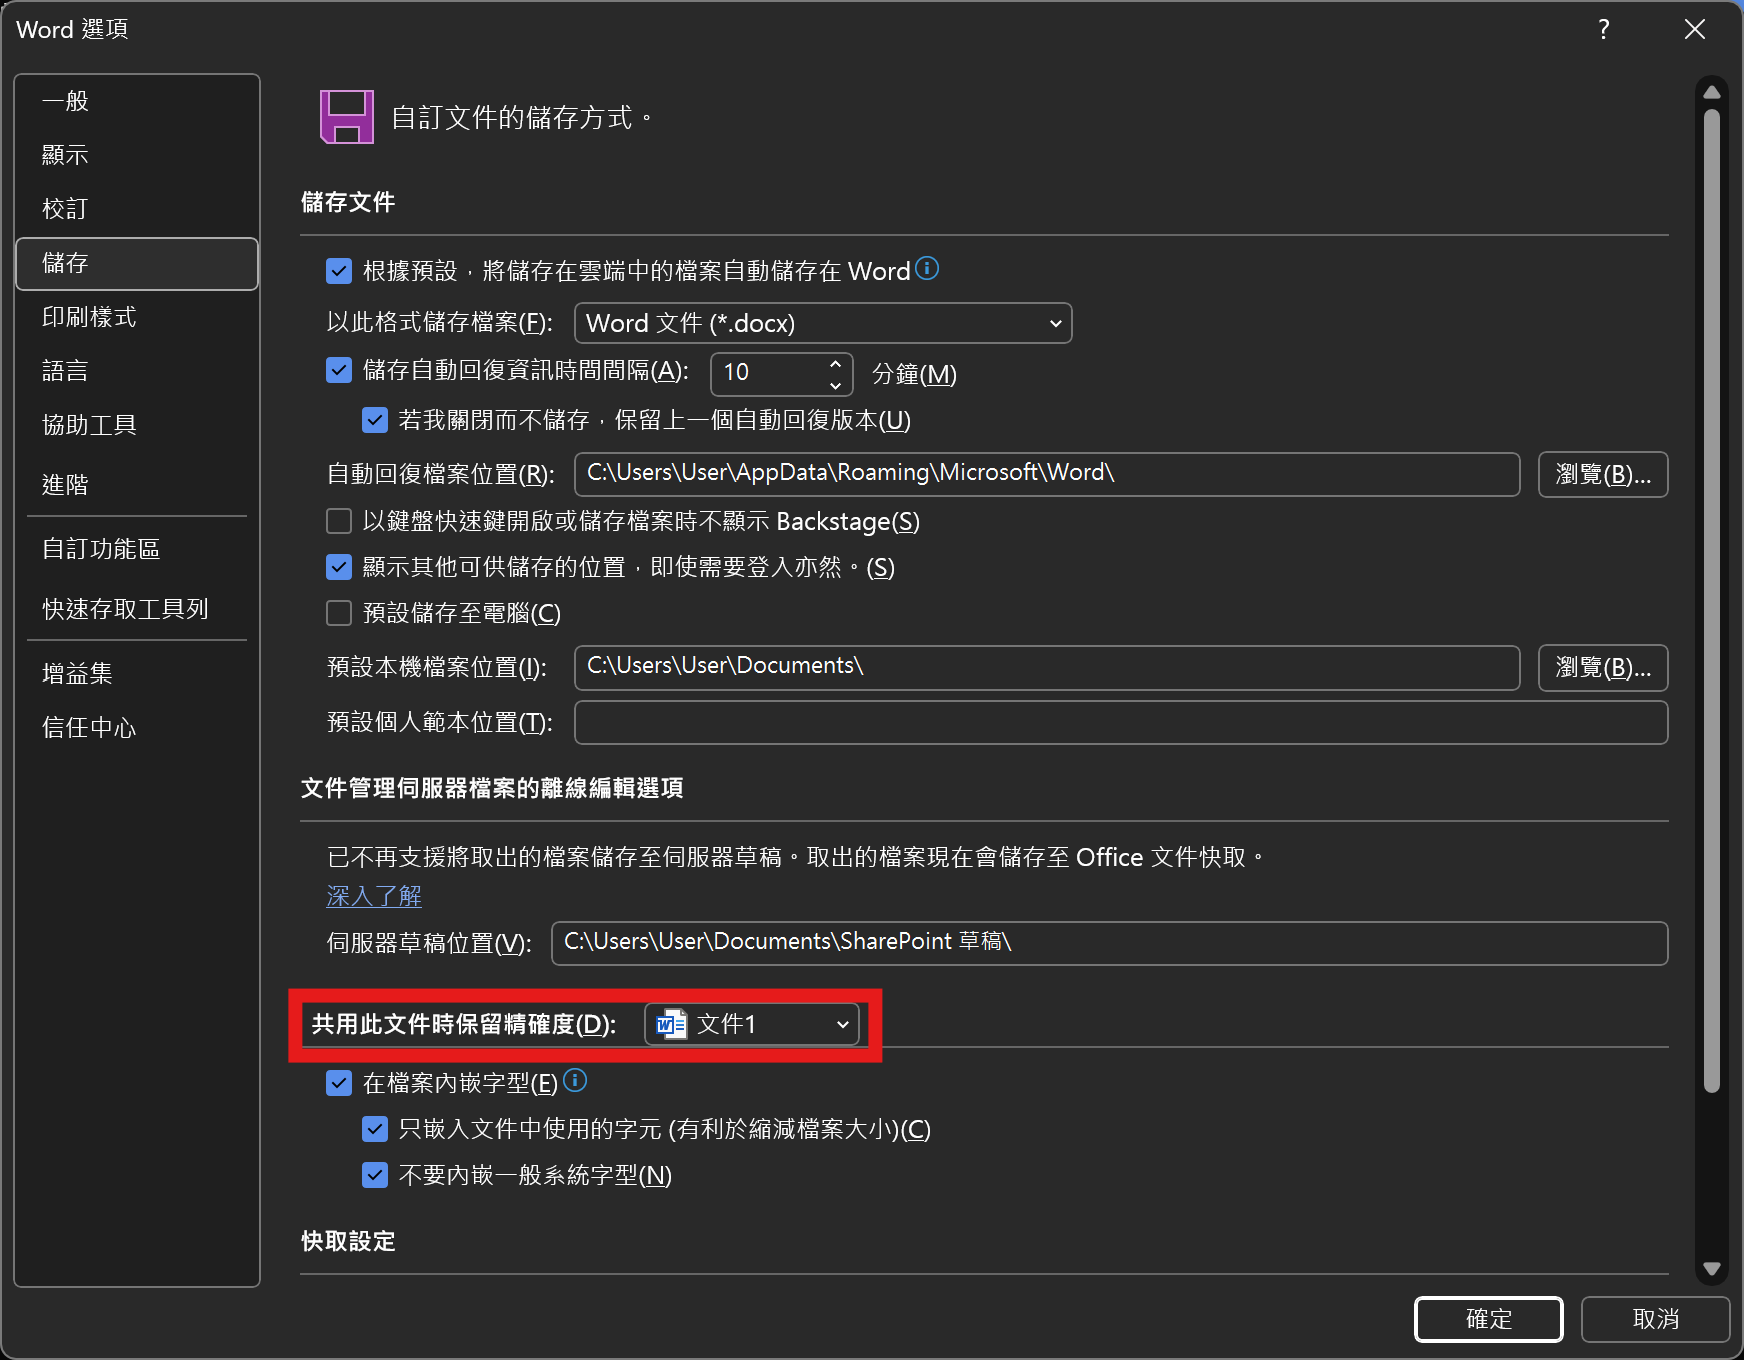 Word 選項
?
一般
顯示
校訂
儲存
印刷樣式
語言
協助工具
進階
自訂功能區
快速存取工具列
增益集
信任中心
自訂文件的儲存方式。
儲存文件
根據預設，將儲存在雲端中的檔案自動儲存在 Word
以此格式儲存檔案(F): Word 文件 (*.docx)
儲存自動回復資訊時間間隔(A): 10 分鐘(M)
若我關閉而不儲存，保留上一個自動回復版本(U)
自動回復檔案位置(R): C:\Users\User\AppData\Roaming\Microsoft\Word\ 瀏覽(B)...
以鍵盤快速鍵開啟或儲存檔案時不顯示 Backstage(S)
顯示其他可供儲存的位置，即使需要登入亦然。(S)
預設儲存至電腦(C)
預設本機檔案位置(I): C:\Users\User\Documents\ 瀏覽(B)...
預設個人範本位置(T):
文件管理伺服器檔案的離線編輯選項
已不再支援將取出的檔案儲存至伺服器草稿。取出的檔案現在會儲存至 Office 文件快取。
深入了解
伺服器草稿位置(V): C:\Users\User\Documents\SharePoint 草稿\
共用此文件時保留精確度(D): 文件1
在檔案內嵌字型(E)
只嵌入文件中使用的字元 (有利於縮減檔案大小)(C)
不要內嵌一般系統字型(N)
快取設定
確定 取消